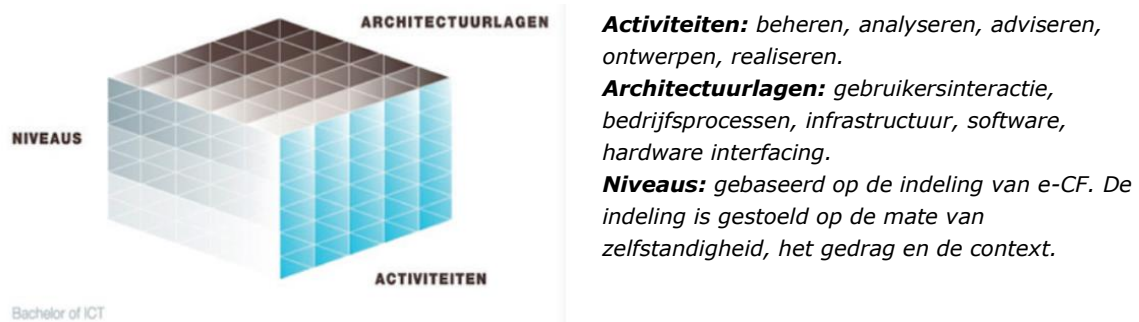 ARCHITECTUURLAGEN
NIVEAUS
ACTIVITEITEN
Bachelor of ICT
Activiteiten: beheren, analyseren, adviseren,
ontwerpen, realiseren.
Architectuurlagen: gebruikersinteractie,
bedrijfsprocessen, infrastructuur, software,
hardware interfacing.
Niveaus: gebaseerd op de indeling van e-CF. De
indeling is gestoeld op de mate van
zelfstandigheid, het gedrag en de context.